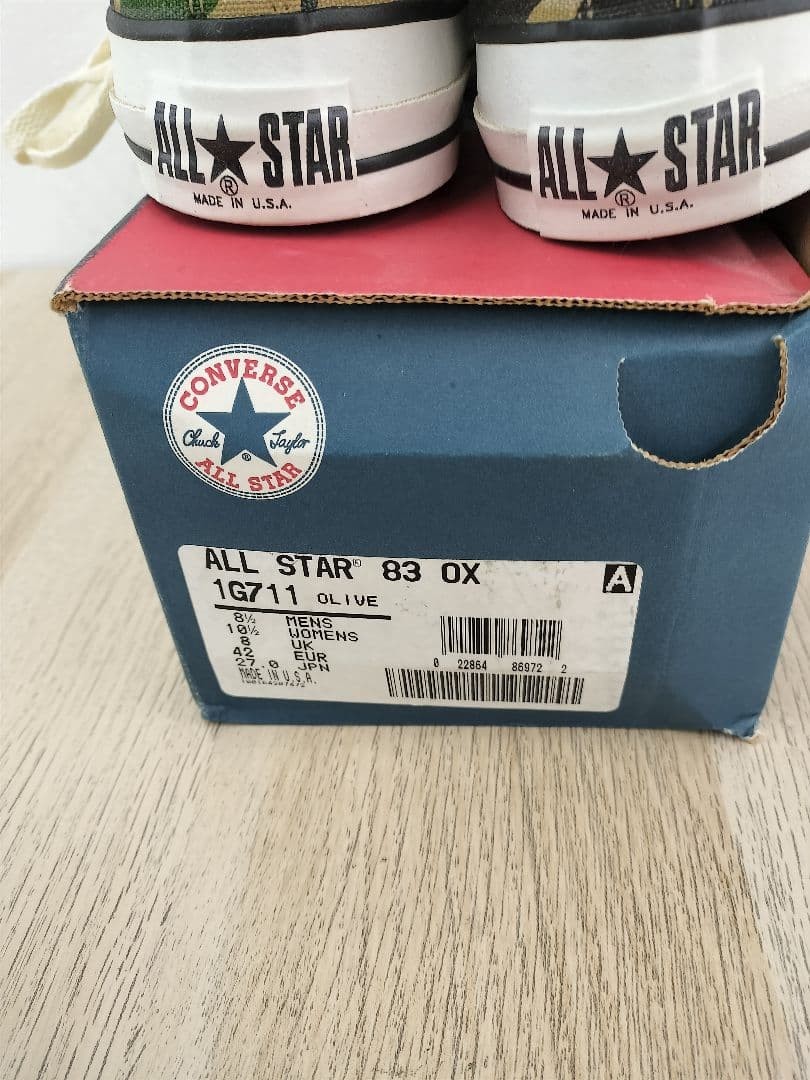 ALL★STAR
®
MADE IN U.S.A.
ALL★STAR
®
MADE IN U.S.A.
CONVERSE
Chuck Taylor
®
ALL STAR
ALL STAR® 83 OX
A
1G711 OLIVE
8½ MENS
10½ WOMENS
8 UK
42 EUR
27.0 JPN
MADE IN U.S.A.
0 22864 86972 2